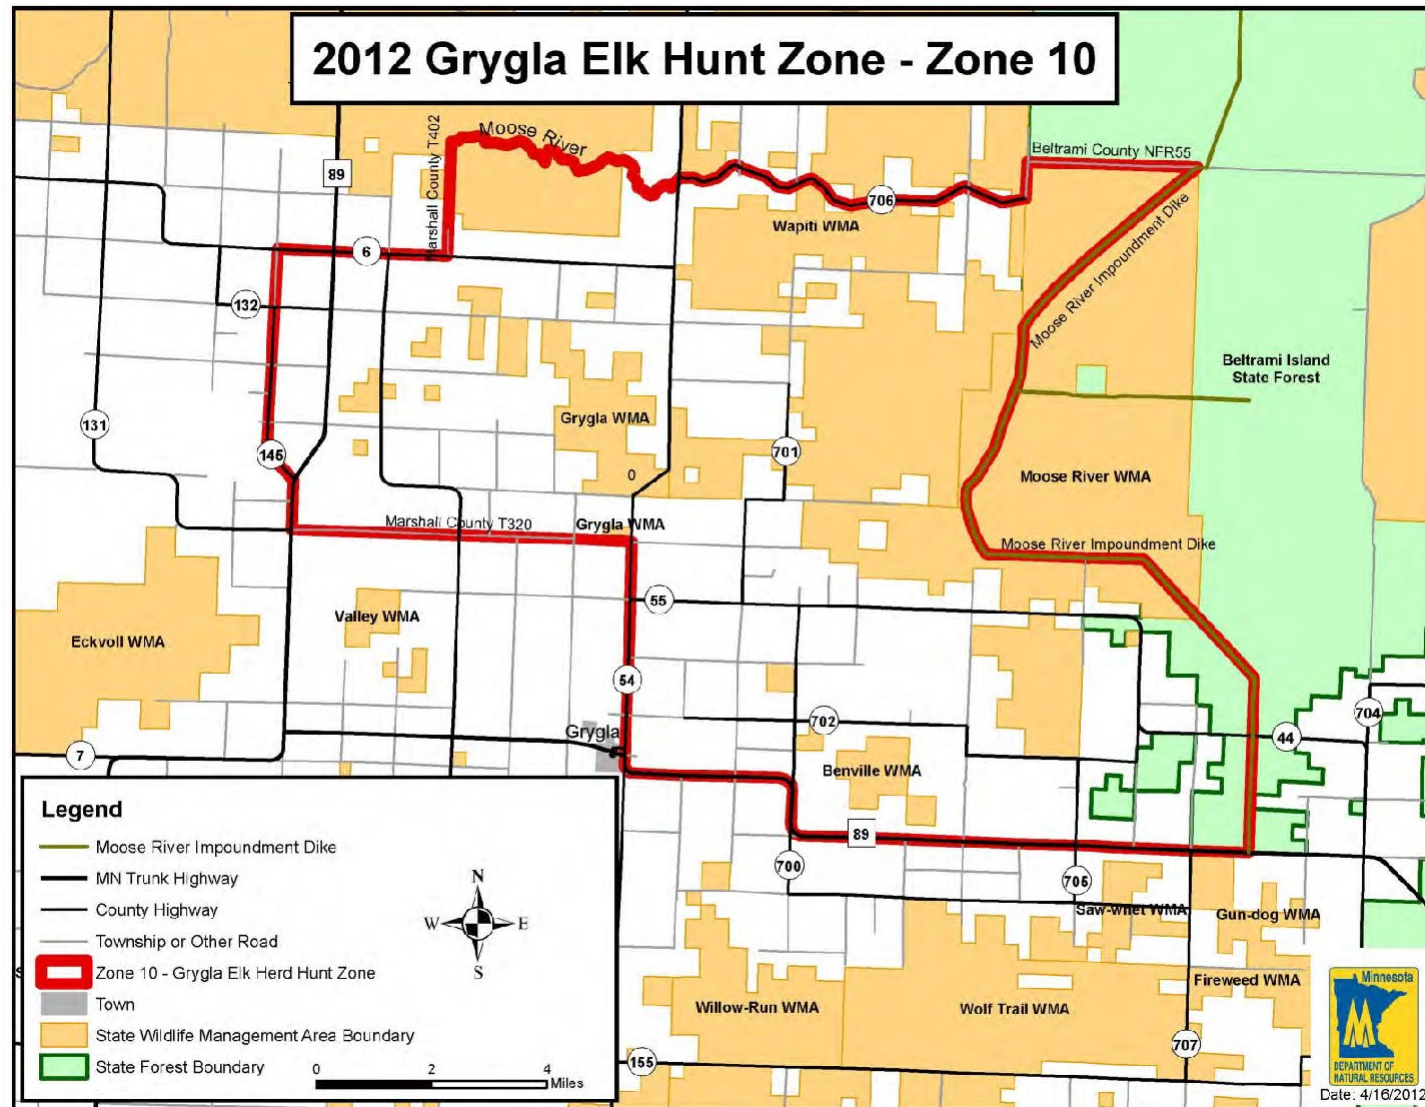 2012 Grygla Elk Hunt Zone - Zone 10
Moose River
Marshall County T402
Beltrami County NFR55
89
706
Wapiti WMA
6
Moose River Impoundment Dike
132
Beltrami Island
State Forest
131
Grygla WMA
701
145
0
Moose River WMA
Marshall County T320
Grygla WMA
Moose River Impoundment Dike
55
Valley WMA
Eckvoll WMA
54
704
702
Grygla
44
7
Benville WMA
89
700
705
Saw-whet WMA
Gun-dog WMA
Fireweed WMA
Willow-Run WMA
Wolf Trail WMA
707
155
Legend
Moose River Impoundment Dike
MN Trunk Highway
County Highway
Township or Other Road
Zone 10 - Grygla Elk Herd Hunt Zone
Town
State Wildlife Management Area Boundary
State Forest Boundary
N
W E
S
0 2 4
Miles
Minnesota
DEPARTMENT OF
NATURAL RESOURCES
Date: 4/16/2012